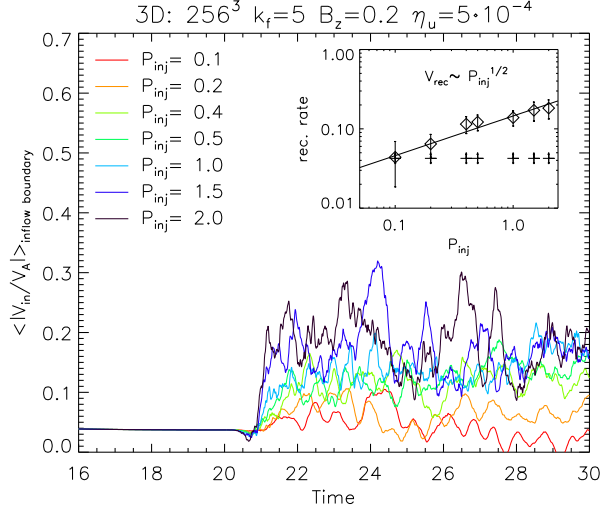 3D: 256³ k_f=5 B_z=0.2 η_u=5·10⁻⁴
<|V_in/V_A|>_inflow boundary
0.7
0.6
0.5
0.4
0.3
0.2
0.1
0.0
P_inj= 0.1
P_inj= 0.2
P_inj= 0.4
P_inj= 0.5
P_inj= 1.0
P_inj= 1.5
P_inj= 2.0
rec. rate
1.00
0.10
0.01
V_rec~ P_inj^1/2
0.1 1.0
P_inj
16 18 20 22 24 26 28 30
Time